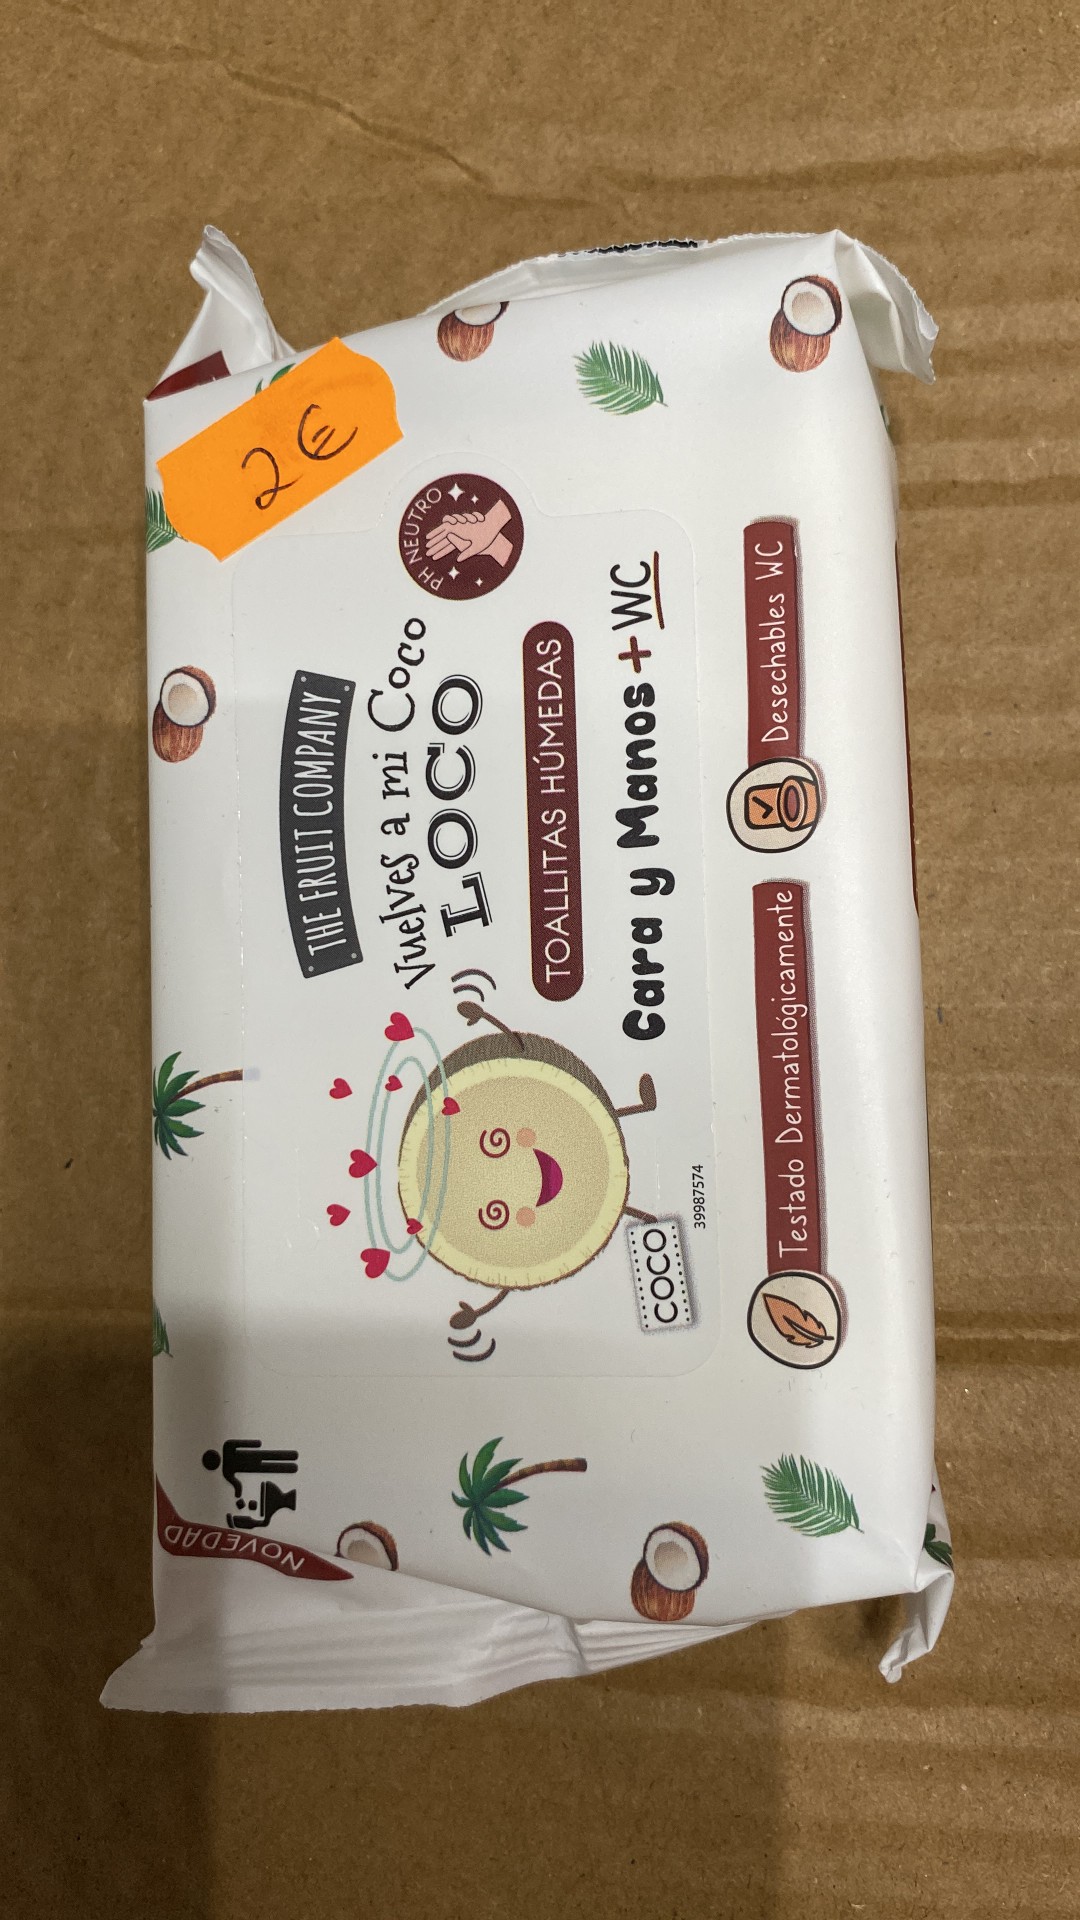 2€
PH NEUTRO
THE FRUIT COMPANY
Vuelves a mi Coco
LOCO
TOALLITAS HÚMEDAS
Cara y Manos + WC
COCO
39987574
Testado Dermatológicamente
Desechables WC
NOVEDAD